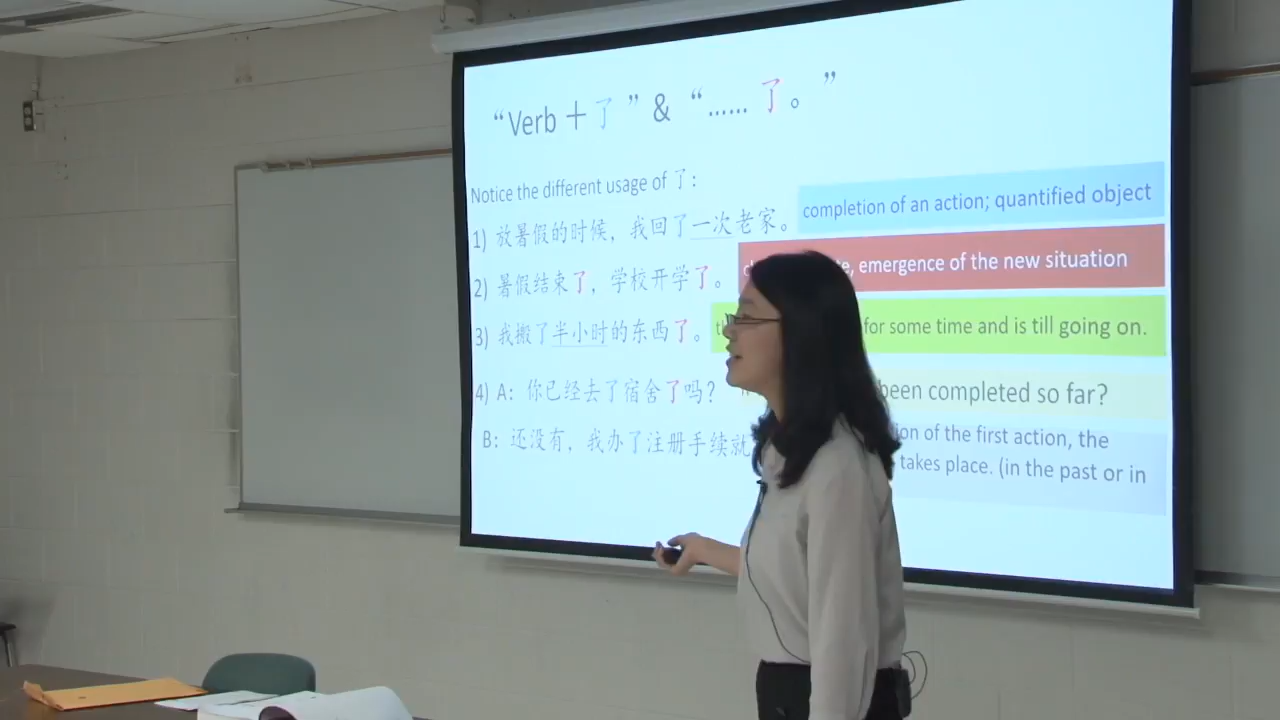 “Verb + 了 ” & “…… 了。”
Notice the different usage of 了:
1) 放暑假的时候，我回了一次老家。
completion of an action; quantified object
2) 暑假结束了，学校开学了。
emergence of the new situation
3) 我搬了半小时的东西了。
for some time and is till going on.
4) A: 你已经去了宿舍了吗？
been completed so far?
B: 还没有，我办了注册手续就
of the first action, the
takes place. (in the past or in